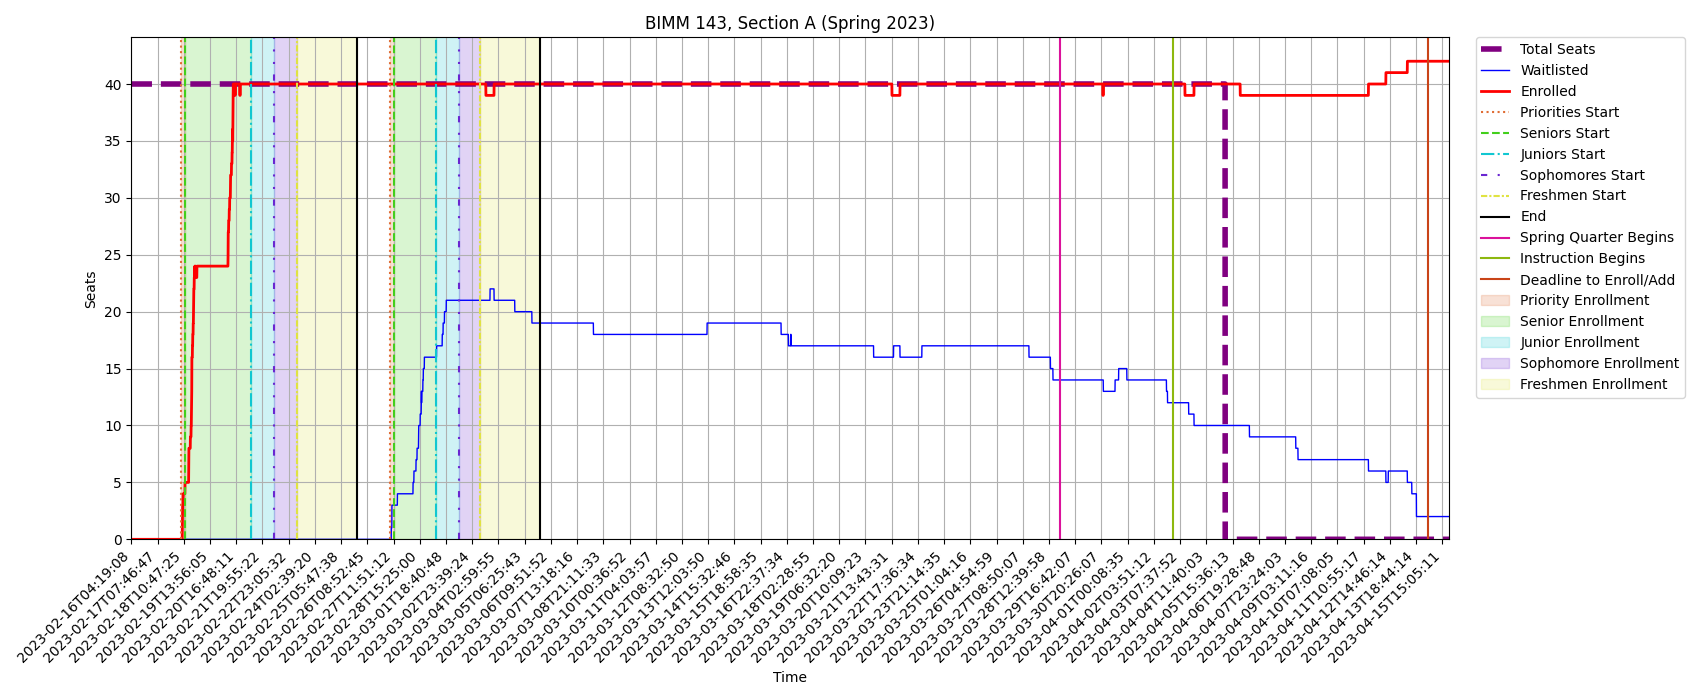 BIMM 143, Section A (Spring 2023)
Seats
40
35
30
25
20
15
10
5
0
2023-02-16T04:19:08
2023-02-17T07:46:47
2023-02-18T10:47:25
2023-02-19T13:56:05
2023-02-20T16:48:11
2023-02-21T19:55:22
2023-02-22T23:05:32
2023-02-24T02:39:20
2023-02-25T05:47:38
2023-02-26T08:52:45
2023-02-27T11:51:12
2023-02-28T15:25:00
2023-03-01T18:40:48
2023-03-02T23:39:24
2023-03-04T02:59:55
2023-03-05T06:25:43
2023-03-06T09:51:52
2023-03-07T13:18:16
2023-03-08T21:11:33
2023-03-10T00:36:52
2023-03-11T04:03:57
2023-03-12T08:32:50
2023-03-13T12:03:50
2023-03-14T15:32:46
2023-03-15T18:58:35
2023-03-16T22:37:34
2023-03-18T02:28:55
2023-03-19T06:32:20
2023-03-20T10:09:23
2023-03-21T13:43:31
2023-03-22T17:36:34
2023-03-23T21:14:35
2023-03-25T01:04:16
2023-03-26T04:54:59
2023-03-27T08:50:07
2023-03-28T12:39:58
2023-03-29T16:42:07
2023-03-30T20:26:07
2023-04-01T00:08:35
2023-04-02T03:51:12
2023-04-03T07:37:52
2023-04-04T11:40:03
2023-04-05T15:36:13
2023-04-06T19:28:48
2023-04-07T23:24:03
2023-04-09T03:11:16
2023-04-10T07:08:05
2023-04-11T10:55:17
2023-04-12T14:46:14
2023-04-13T18:44:14
2023-04-15T15:05:11
Time
Total Seats
Waitlisted
Enrolled
Priorities Start
Seniors Start
Juniors Start
Sophomores Start
Freshmen Start
End
Spring Quarter Begins
Instruction Begins
Deadline to Enroll/Add
Priority Enrollment
Senior Enrollment
Junior Enrollment
Sophomore Enrollment
Freshmen Enrollment